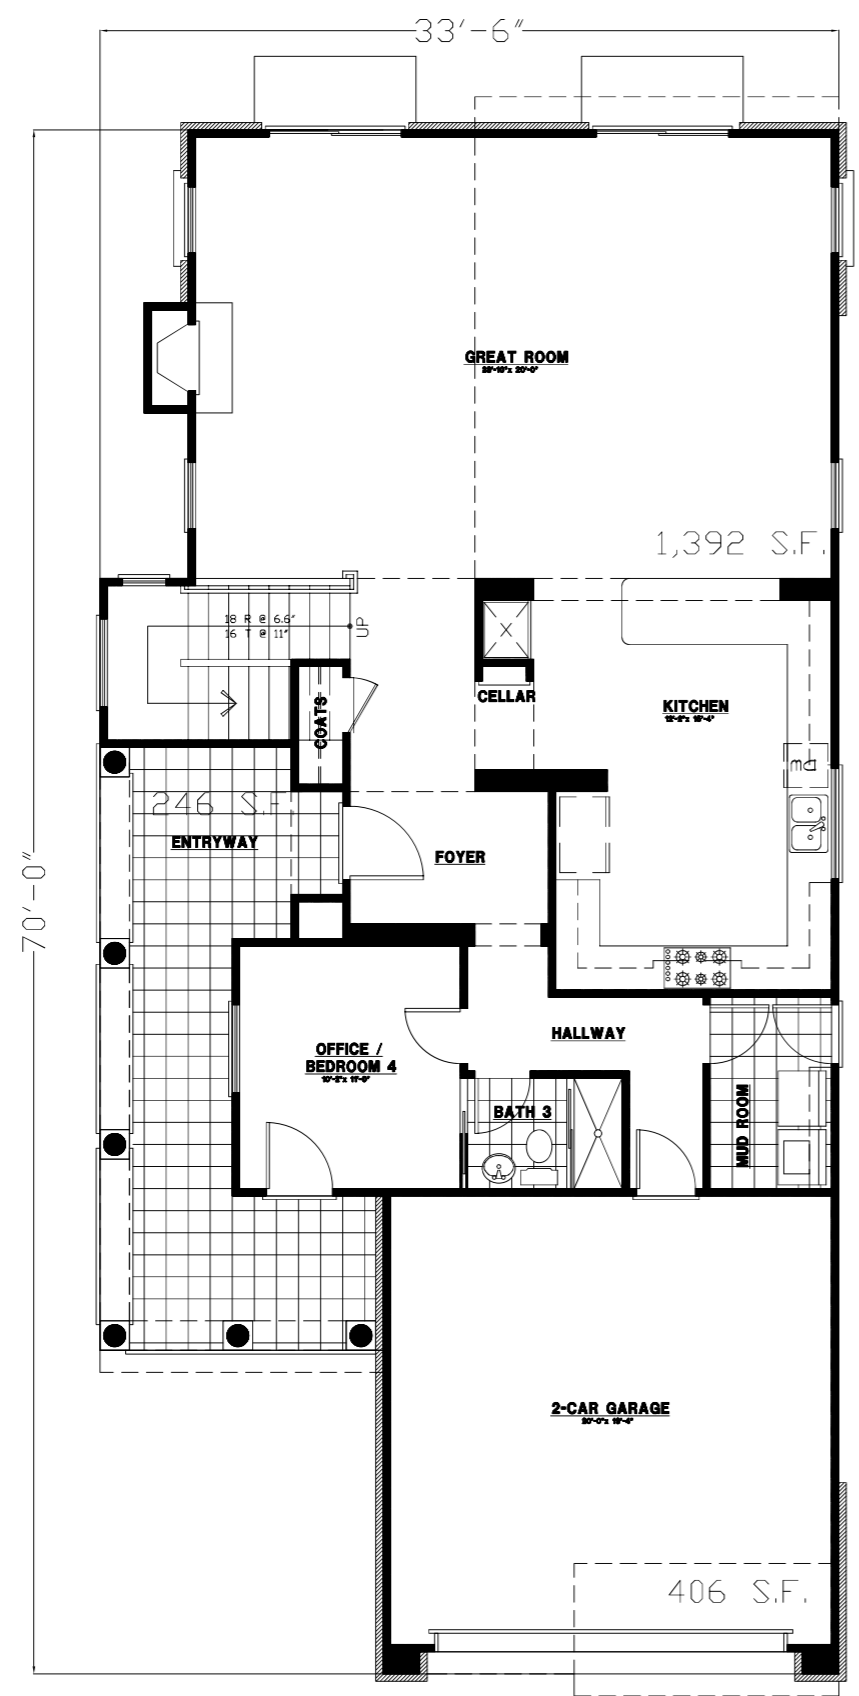 33'-6"
GREAT ROOM
1,392 S.F.
18 R @ 6.6"
16 T @ 11"
UP
X
CELLAR
COATS
KITCHEN
DW
246 S.F
ENTRYWAY
FOYER
70'-0"
HALLWAY
OFFICE /
BEDROOM 4
BATH 3
MUD ROOM
2-CAR GARAGE
406 S.F.